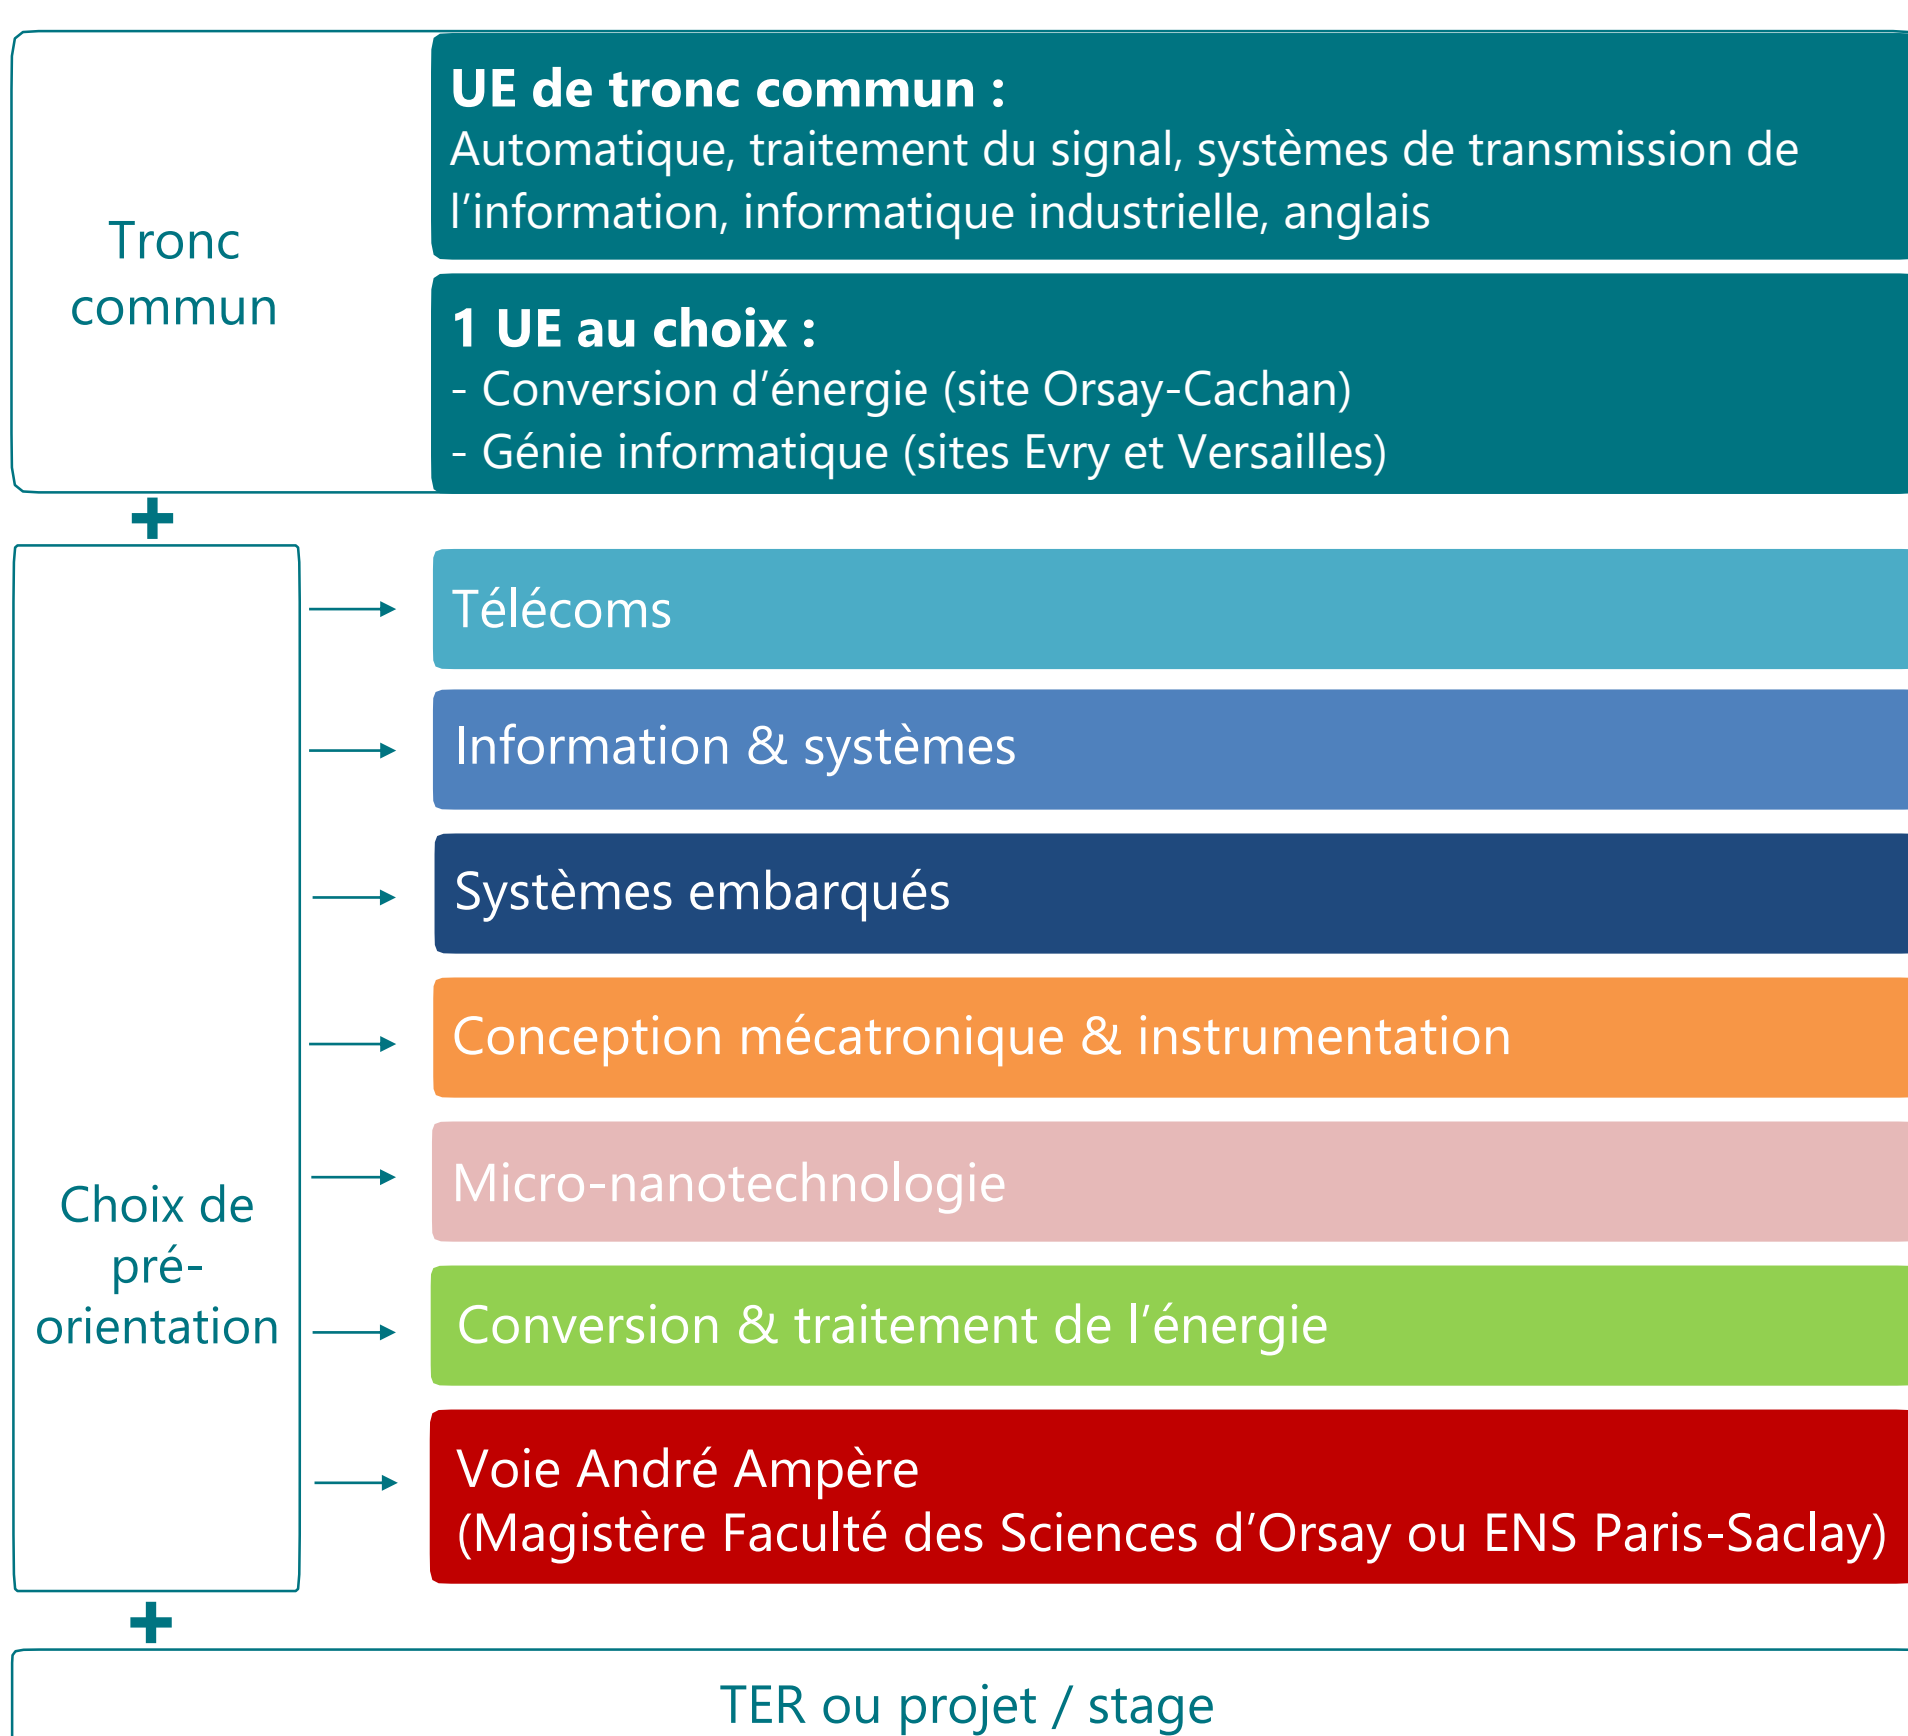 UE de tronc commun :
Automatique, traitement du signal, systèmes de transmission de
l’information, informatique industrielle, anglais
Tronc
commun
1 UE au choix :
- Conversion d’énergie (site Orsay-Cachan)
- Génie informatique (sites Evry et Versailles)
+
Télécoms
Information & systèmes
Systèmes embarqués
Conception mécatronique & instrumentation
Micro-nanotechnologie
Choix de
pré-
orientation
Conversion & traitement de l’énergie
Voie André Ampère
(Magistère Faculté des Sciences d’Orsay ou ENS Paris-Saclay)
+
TER ou projet / stage